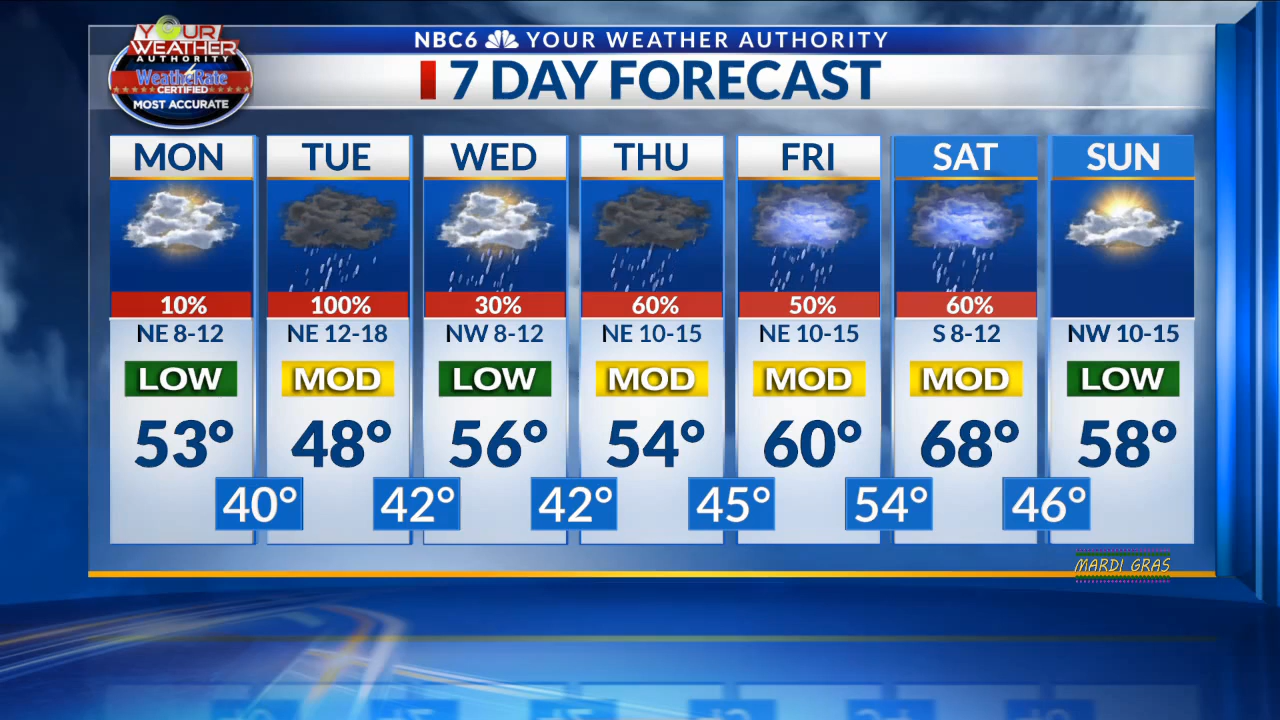 YOUR
WEATHER
AUTHORITY
WeatheRate
CERTIFIED
MOST ACCURATE
NBC6 YOUR WEATHER AUTHORITY
7 DAY FORECAST
MON TUE WED THU FRI SAT SUN
10% 100% 30% 60% 50% 60%
NE 8-12 NE 12-18 NW 8-12 NE 10-15 NE 10-15 S 8-12 NW 10-15
LOW MOD LOW MOD MOD MOD LOW
53° 48° 56° 54° 60° 68° 58°
40° 42° 42° 45° 54° 46°
MARDI GRAS